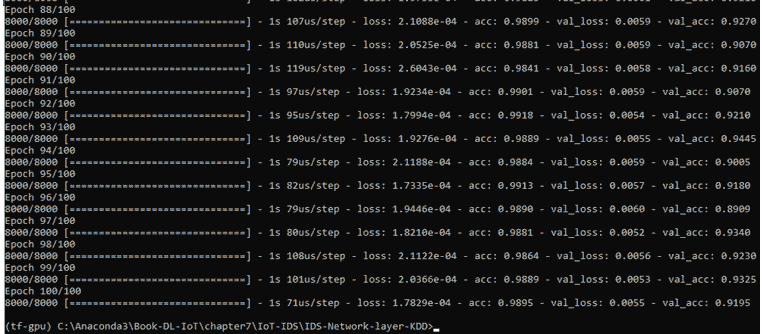 Epoch 88/100
8000/8000 [==============================] - 1s 107us/step - loss: 2.1088e-04 - acc: 0.9899 - val_loss: 0.0059 - val_acc: 0.9270
Epoch 89/100
8000/8000 [==============================] - 1s 110us/step - loss: 2.0525e-04 - acc: 0.9881 - val_loss: 0.0059 - val_acc: 0.9070
Epoch 90/100
8000/8000 [==============================] - 1s 119us/step - loss: 2.6043e-04 - acc: 0.9841 - val_loss: 0.0058 - val_acc: 0.9160
Epoch 91/100
8000/8000 [==============================] - 1s 97us/step - loss: 1.9234e-04 - acc: 0.9901 - val_loss: 0.0059 - val_acc: 0.9070
Epoch 92/100
8000/8000 [==============================] - 1s 95us/step - loss: 1.7994e-04 - acc: 0.9918 - val_loss: 0.0054 - val_acc: 0.9210
Epoch 93/100
8000/8000 [==============================] - 1s 109us/step - loss: 1.9276e-04 - acc: 0.9889 - val_loss: 0.0055 - val_acc: 0.9445
Epoch 94/100
8000/8000 [==============================] - 1s 79us/step - loss: 2.1188e-04 - acc: 0.9884 - val_loss: 0.0059 - val_acc: 0.9005
Epoch 95/100
8000/8000 [==============================] - 1s 82us/step - loss: 1.7335e-04 - acc: 0.9913 - val_loss: 0.0057 - val_acc: 0.9180
Epoch 96/100
8000/8000 [==============================] - 1s 79us/step - loss: 1.9446e-04 - acc: 0.9890 - val_loss: 0.0060 - val_acc: 0.8909
Epoch 97/100
8000/8000 [==============================] - 1s 80us/step - loss: 1.8210e-04 - acc: 0.9881 - val_loss: 0.0052 - val_acc: 0.9340
Epoch 98/100
8000/8000 [==============================] - 1s 108us/step - loss: 2.1122e-04 - acc: 0.9864 - val_loss: 0.0056 - val_acc: 0.9230
Epoch 99/100
8000/8000 [==============================] - 1s 101us/step - loss: 2.0366e-04 - acc: 0.9889 - val_loss: 0.0053 - val_acc: 0.9325
Epoch 100/100
8000/8000 [==============================] - 1s 71us/step - loss: 1.7829e-04 - acc: 0.9895 - val_loss: 0.0055 - val_acc: 0.9195
(tf-gpu) C:\Anaconda3\Book-DL-IoT\chapter7\IoT-IDS\IDS-Network-layer-KDD>